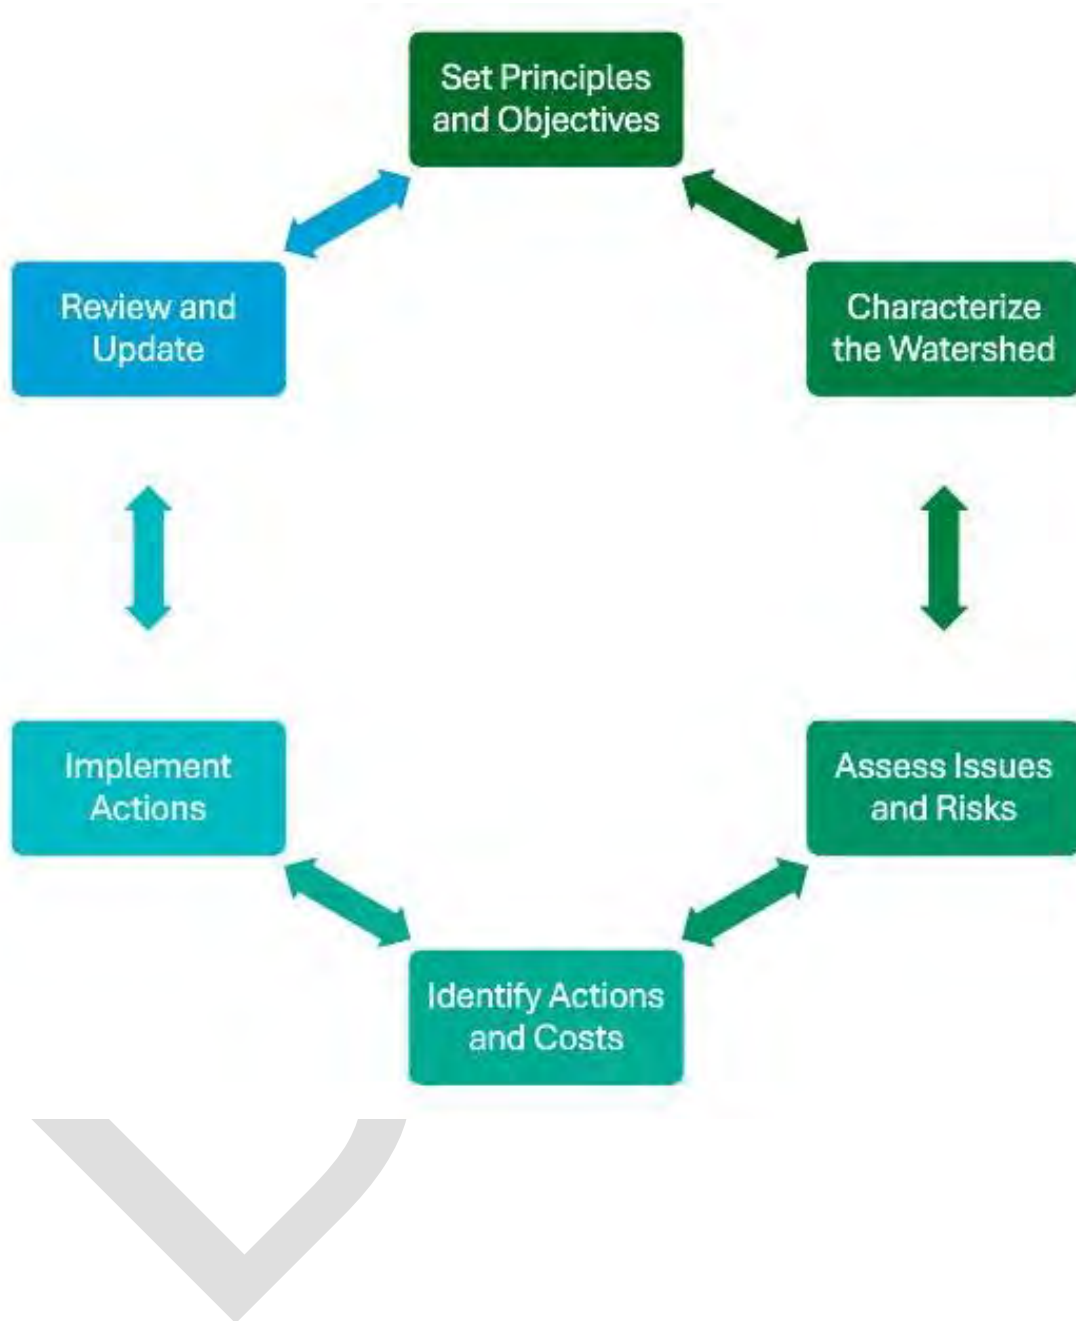 Set Principles
and Objectives
Characterize
the Watershed
Assess Issues
and Risks
Identify Actions
and Costs
Implement
Actions
Review and
Update